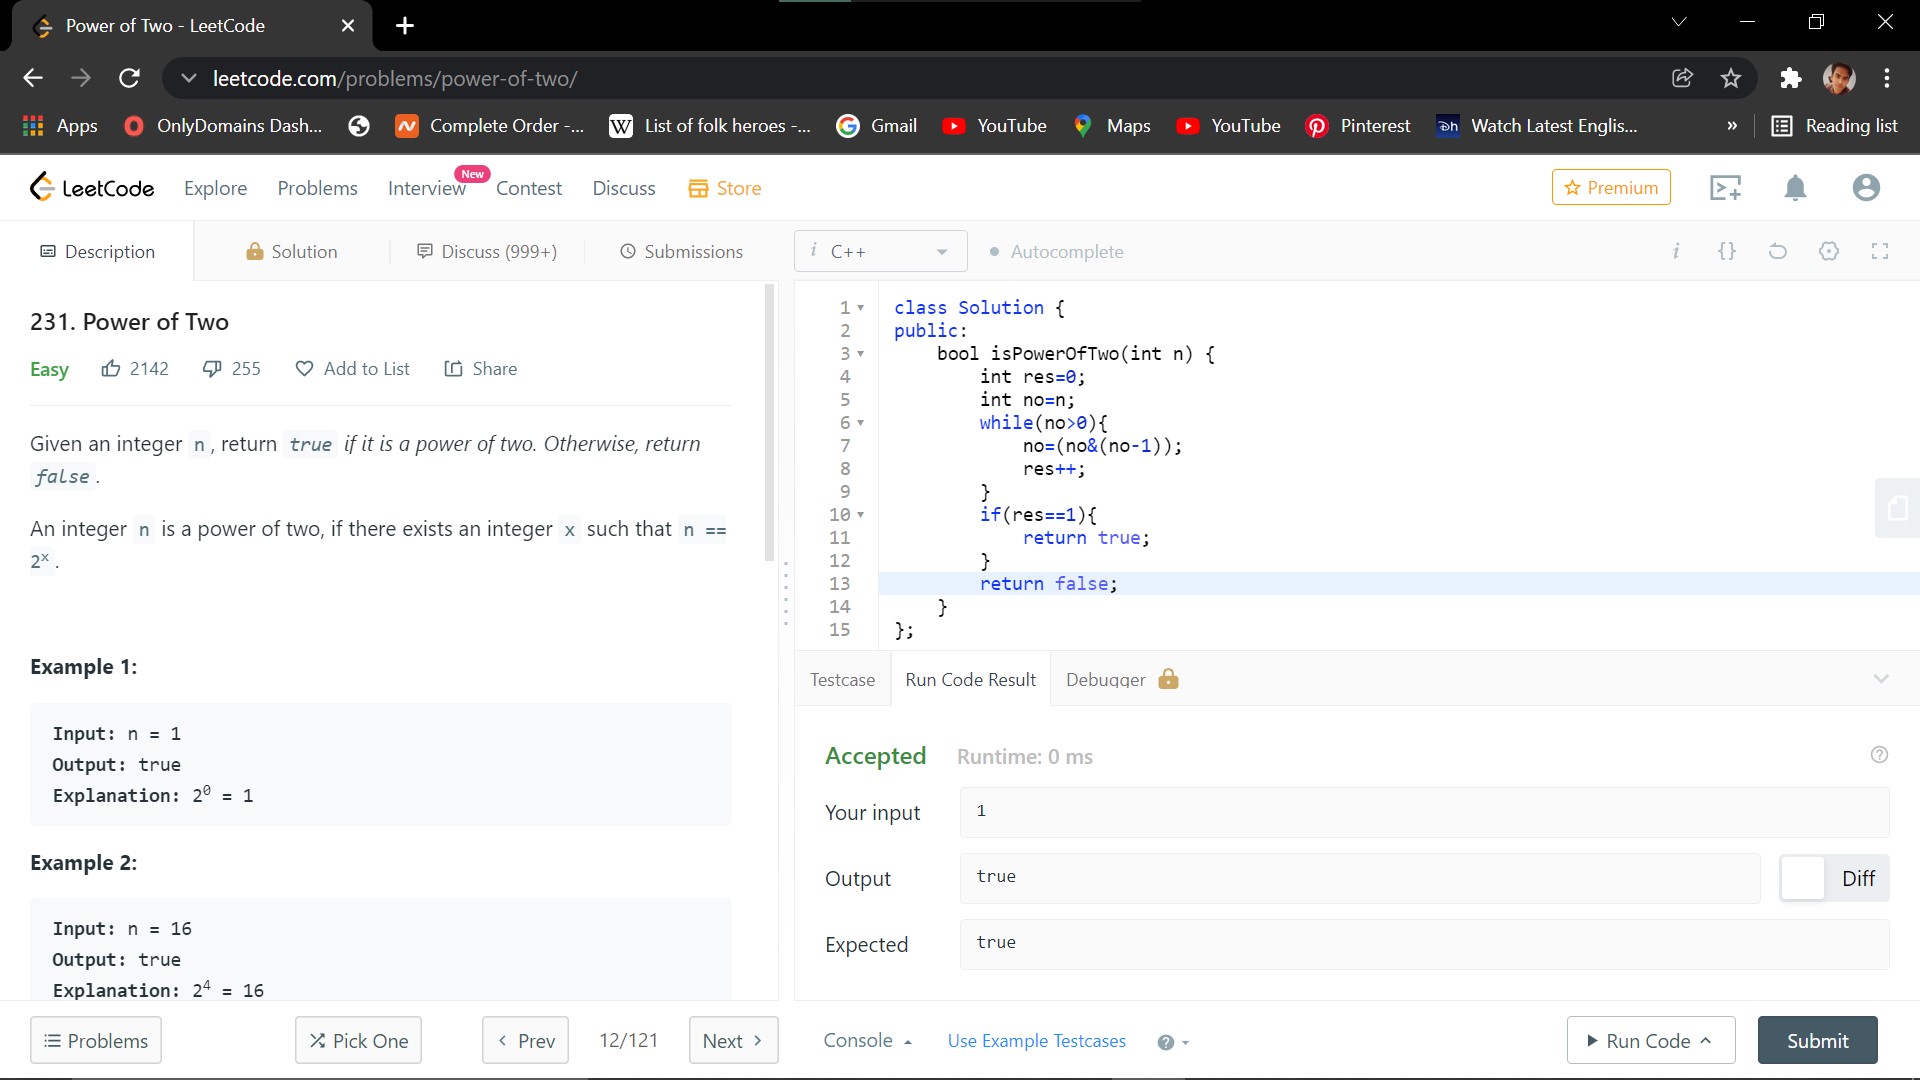 Power of Two - LeetCode
leetcode.com/problems/power-of-two/
Apps OnlyDomains Dash... Complete Order -... W List of folk heroes -... Gmail YouTube Maps YouTube Pinterest Dh Watch Latest Englis... » Reading list
LeetCode Explore Problems Interview New Contest Discuss Store Premium
Description Solution Discuss (999+) Submissions
i C++ Autocomplete i {}
231. Power of Two
Easy 2142 255 Add to List Share
Given an integer n, return true if it is a power of two. Otherwise, return
false.
An integer n is a power of two, if there exists an integer x such that n ==
2ˣ.
Example 1:
Input: n = 1
Output: true
Explanation: 2⁰ = 1
Example 2:
Input: n = 16
Output: true
Explanation: 2⁴ = 16
1 class Solution {
2 public:
3 bool isPowerOfTwo(int n) {
4 int res=0;
5 int no=n;
6 while(no>0){
7 no=(no&(no-1));
8 res++;
9 }
10 if(res==1){
11 return true;
12 }
13 return false;
14 }
15 };
Testcase Run Code Result Debugger
Accepted Runtime: 0 ms
Your input 1
Output true Diff
Expected true
Problems Pick One < Prev 12/121 Next > Console Use Example Testcases ? Run Code Submit